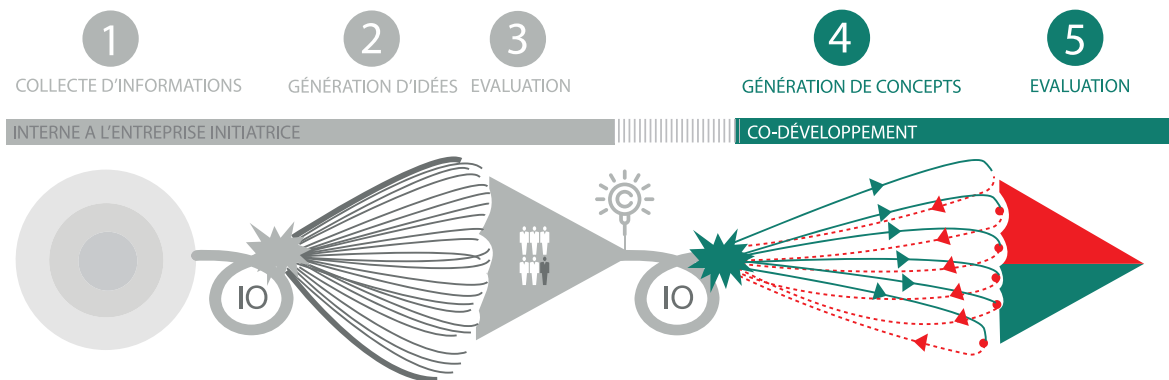 1
2
3
4
5
COLLECTE D'INFORMATIONS
GÉNÉRATION D'IDÉES
EVALUATION
GÉNÉRATION DE CONCEPTS
EVALUATION
INTERNE A L'ENTREPRISE INITIATRICE
CO-DÉVELOPPEMENT
©
IO
IO